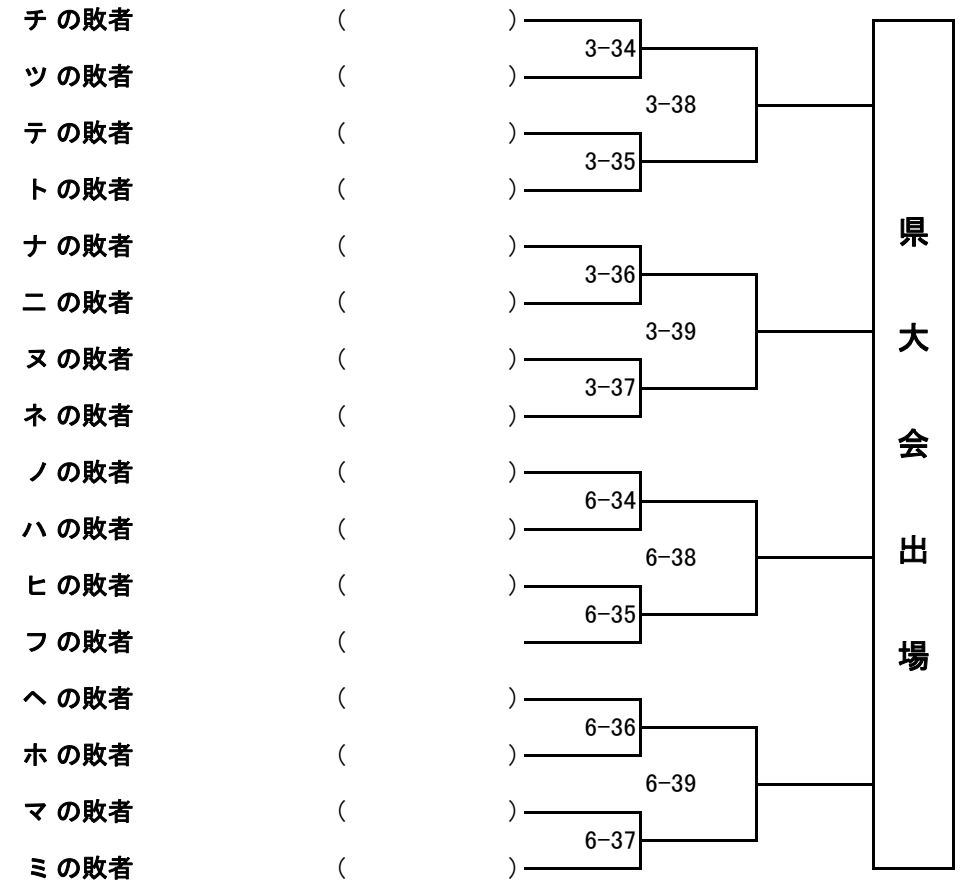 チ の敗者 ( )
3-34
ツ の敗者 ( )
3-38
テ の敗者 ( )
3-35
ト の敗者 ( )
ナ の敗者 ( )
3-36
ニ の敗者 ( )
3-39
ヌ の敗者 ( )
3-37
ネ の敗者 ( )
ノ の敗者 ( )
6-34
ハ の敗者 ( )
6-38
ヒ の敗者 ( )
6-35
フ の敗者 (
ヘ の敗者 ( )
6-36
ホ の敗者 ( )
6-39
マ の敗者 ( )
6-37
ミ の敗者 ( )
県大会出場